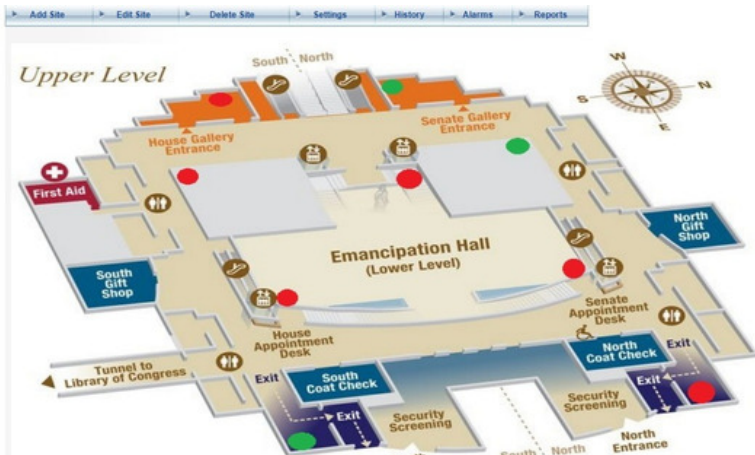 Add Site
Edit Site
Delete Site
Settings
History
Alarms
Reports
Upper Level
South
North
W
N
S
E
House Gallery
Entrance
Senate Gallery
Entrance
First Aid
South
Gift
Shop
North
Gift
Shop
Emancipation Hall
(Lower Level)
House
Appointment
Desk
Senate
Appointment
Desk
Tunnel to
Library of Congress
Exit
South
Coat Check
Exit
North
Coat Check
Exit
Exit
Security
Screening
Security
Screening
South
North
North
Entrance